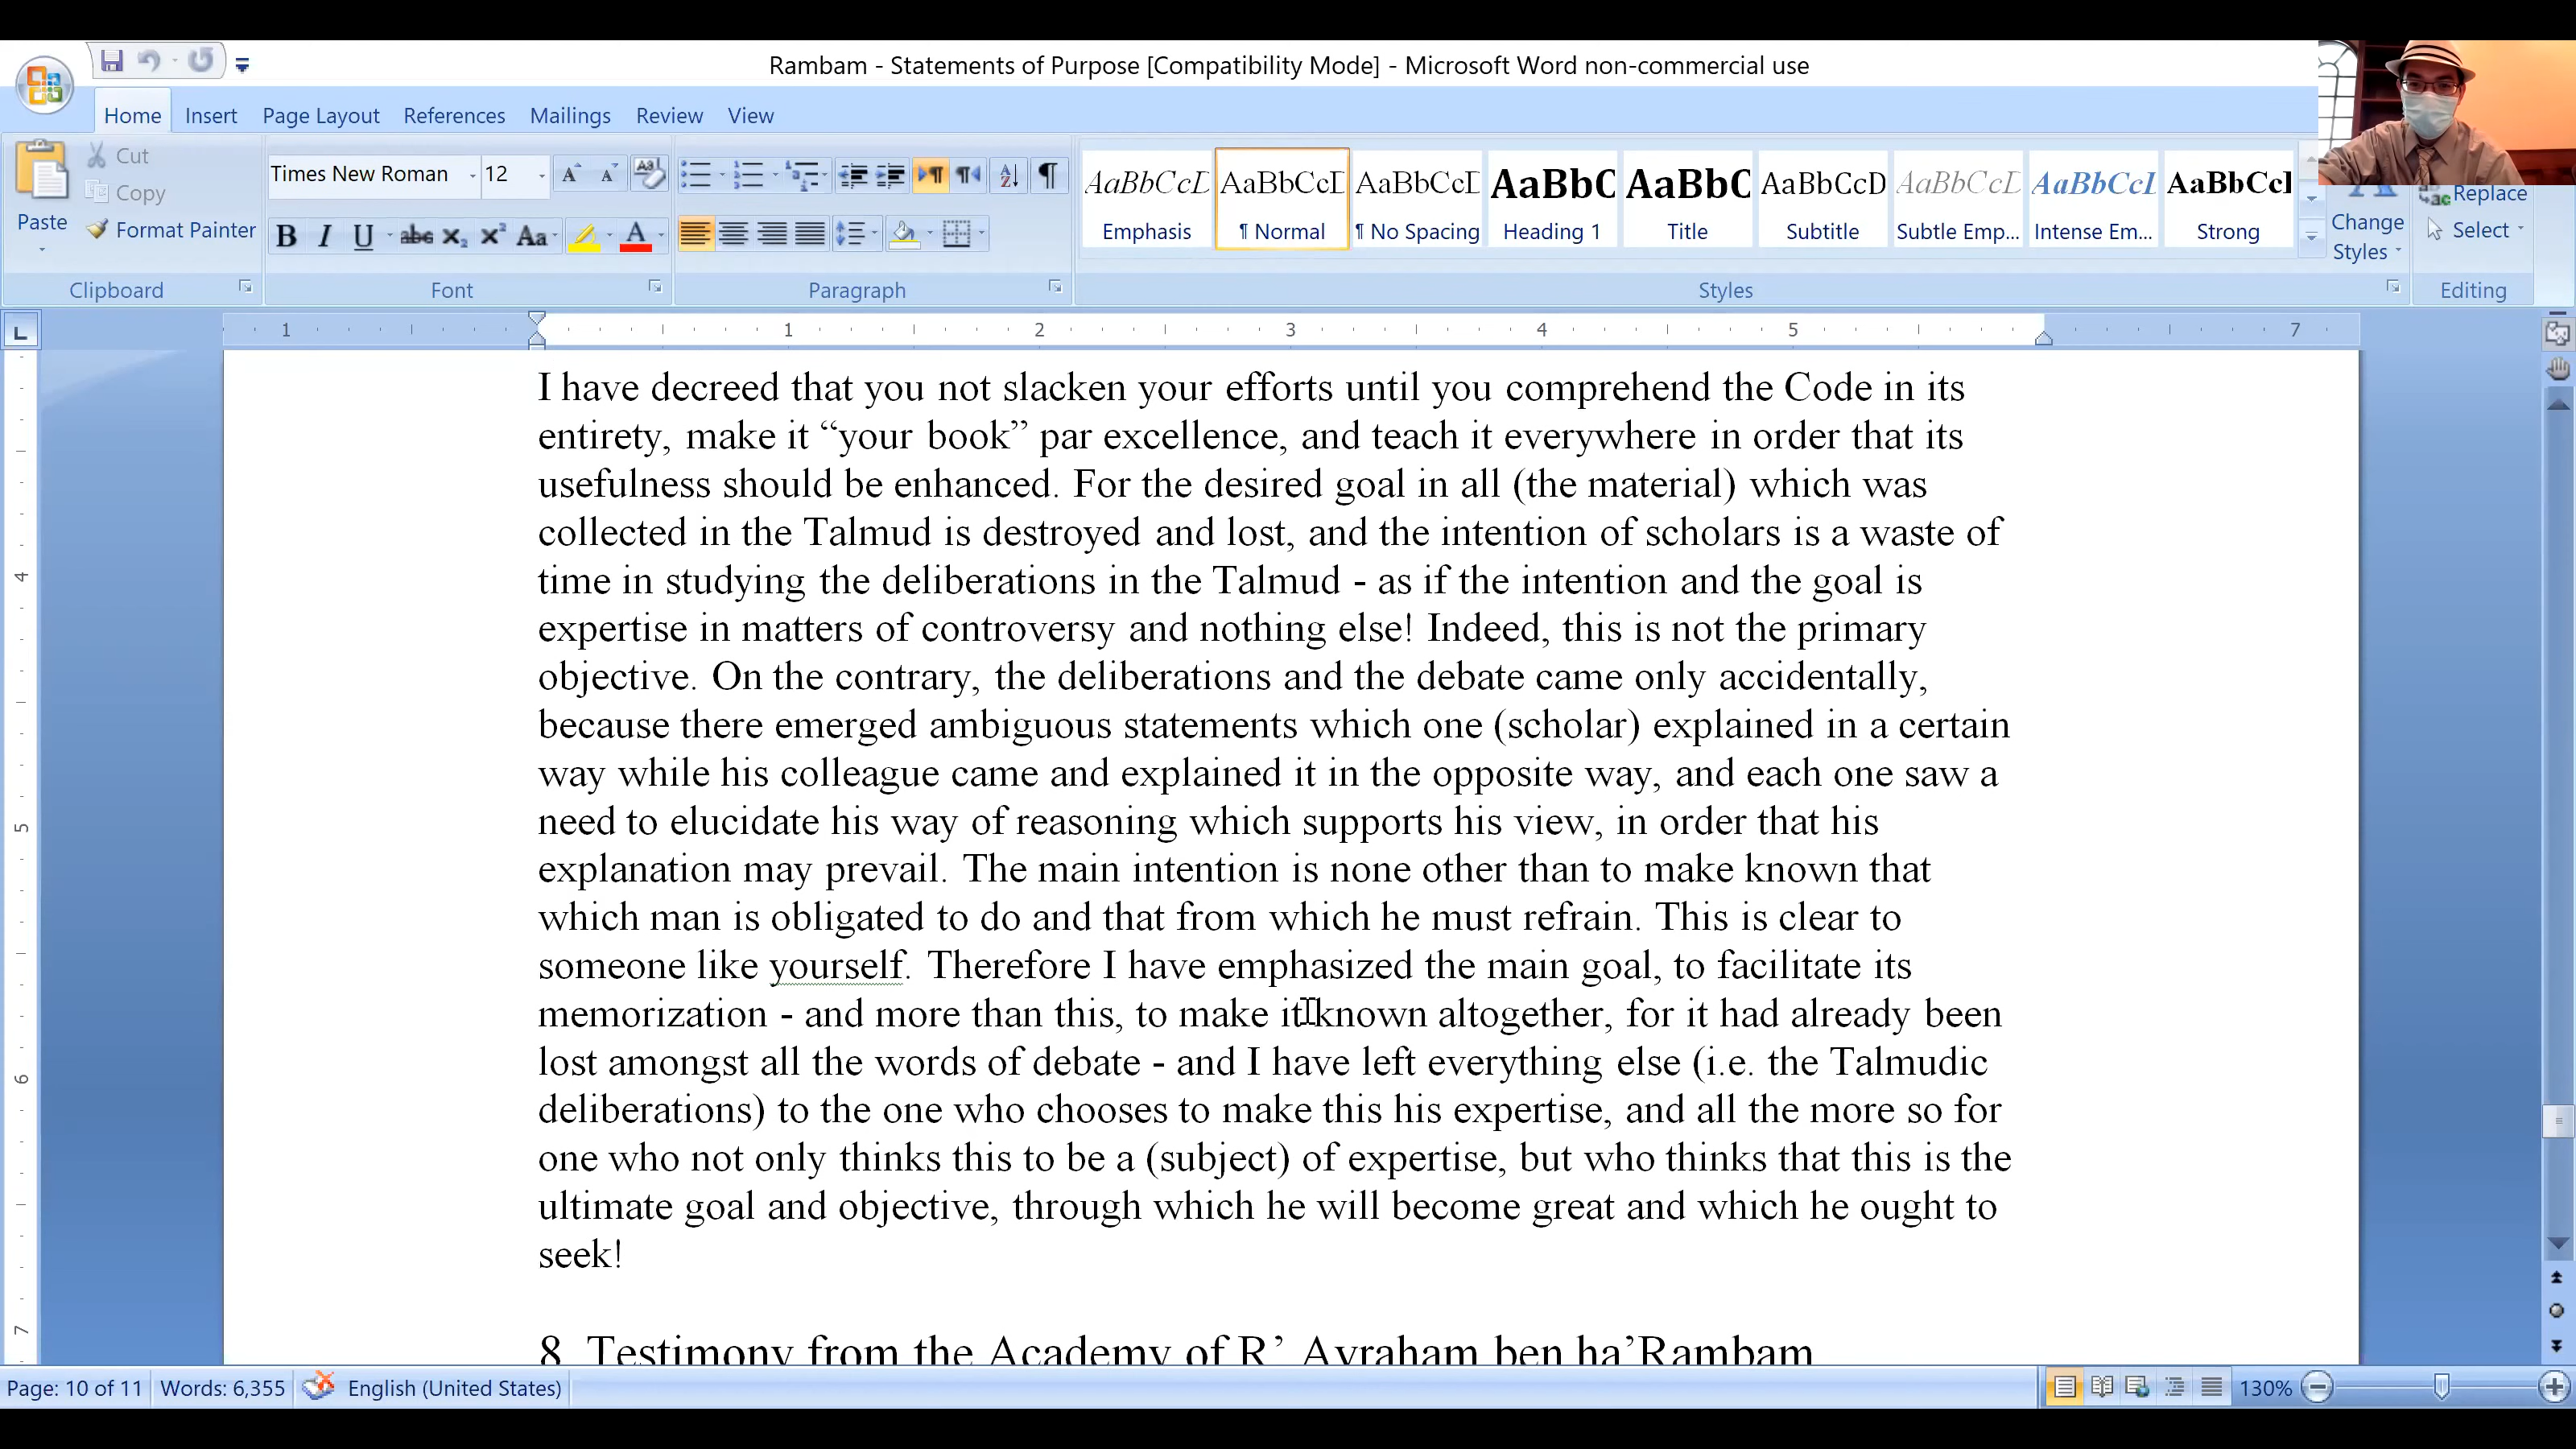 Rambam - Statements of Purpose [Compatibility Mode] - Microsoft Word non-commercial use
Home Insert Page Layout References Mailings Review View
Paste
Cut
Copy
Format Painter
Clipboard
Times New Roman 12
Font
Paragraph
AaBbCcD AaBbCcD AaBbCcD AaBbC AaBbC AaBbCcD AaBbCcD AaBbCcI AaBbCcI
Emphasis ¶ Normal ¶ No Spacing Heading 1 Title Subtitle Subtle Emp... Intense Em... Strong
Styles
Change
Styles
Replace
Select
Editing
1 1 2 3 4 5 7
I have decreed that you not slacken your efforts until you comprehend the Code in its
entirety, make it “your book” par excellence, and teach it everywhere in order that its
usefulness should be enhanced. For the desired goal in all (the material) which was
collected in the Talmud is destroyed and lost, and the intention of scholars is a waste of
time in studying the deliberations in the Talmud - as if the intention and the goal is
expertise in matters of controversy and nothing else! Indeed, this is not the primary
objective. On the contrary, the deliberations and the debate came only accidentally,
because there emerged ambiguous statements which one (scholar) explained in a certain
way while his colleague came and explained it in the opposite way, and each one saw a
need to elucidate his way of reasoning which supports his view, in order that his
explanation may prevail. The main intention is none other than to make known that
which man is obligated to do and that from which he must refrain. This is clear to
someone like yourself. Therefore I have emphasized the main goal, to facilitate its
memorization - and more than this, to make it known altogether, for it had already been
lost amongst all the words of debate - and I have left everything else (i.e. the Talmudic
deliberations) to the one who chooses to make this his expertise, and all the more so for
one who not only thinks this to be a (subject) of expertise, but who thinks that this is the
ultimate goal and objective, through which he will become great and which he ought to
seek!
8 Testimony from the Academy of R’ Avraham ben ha’Rambam
4
5
6
7
Page: 10 of 11 Words: 6,355 English (United States) 130%